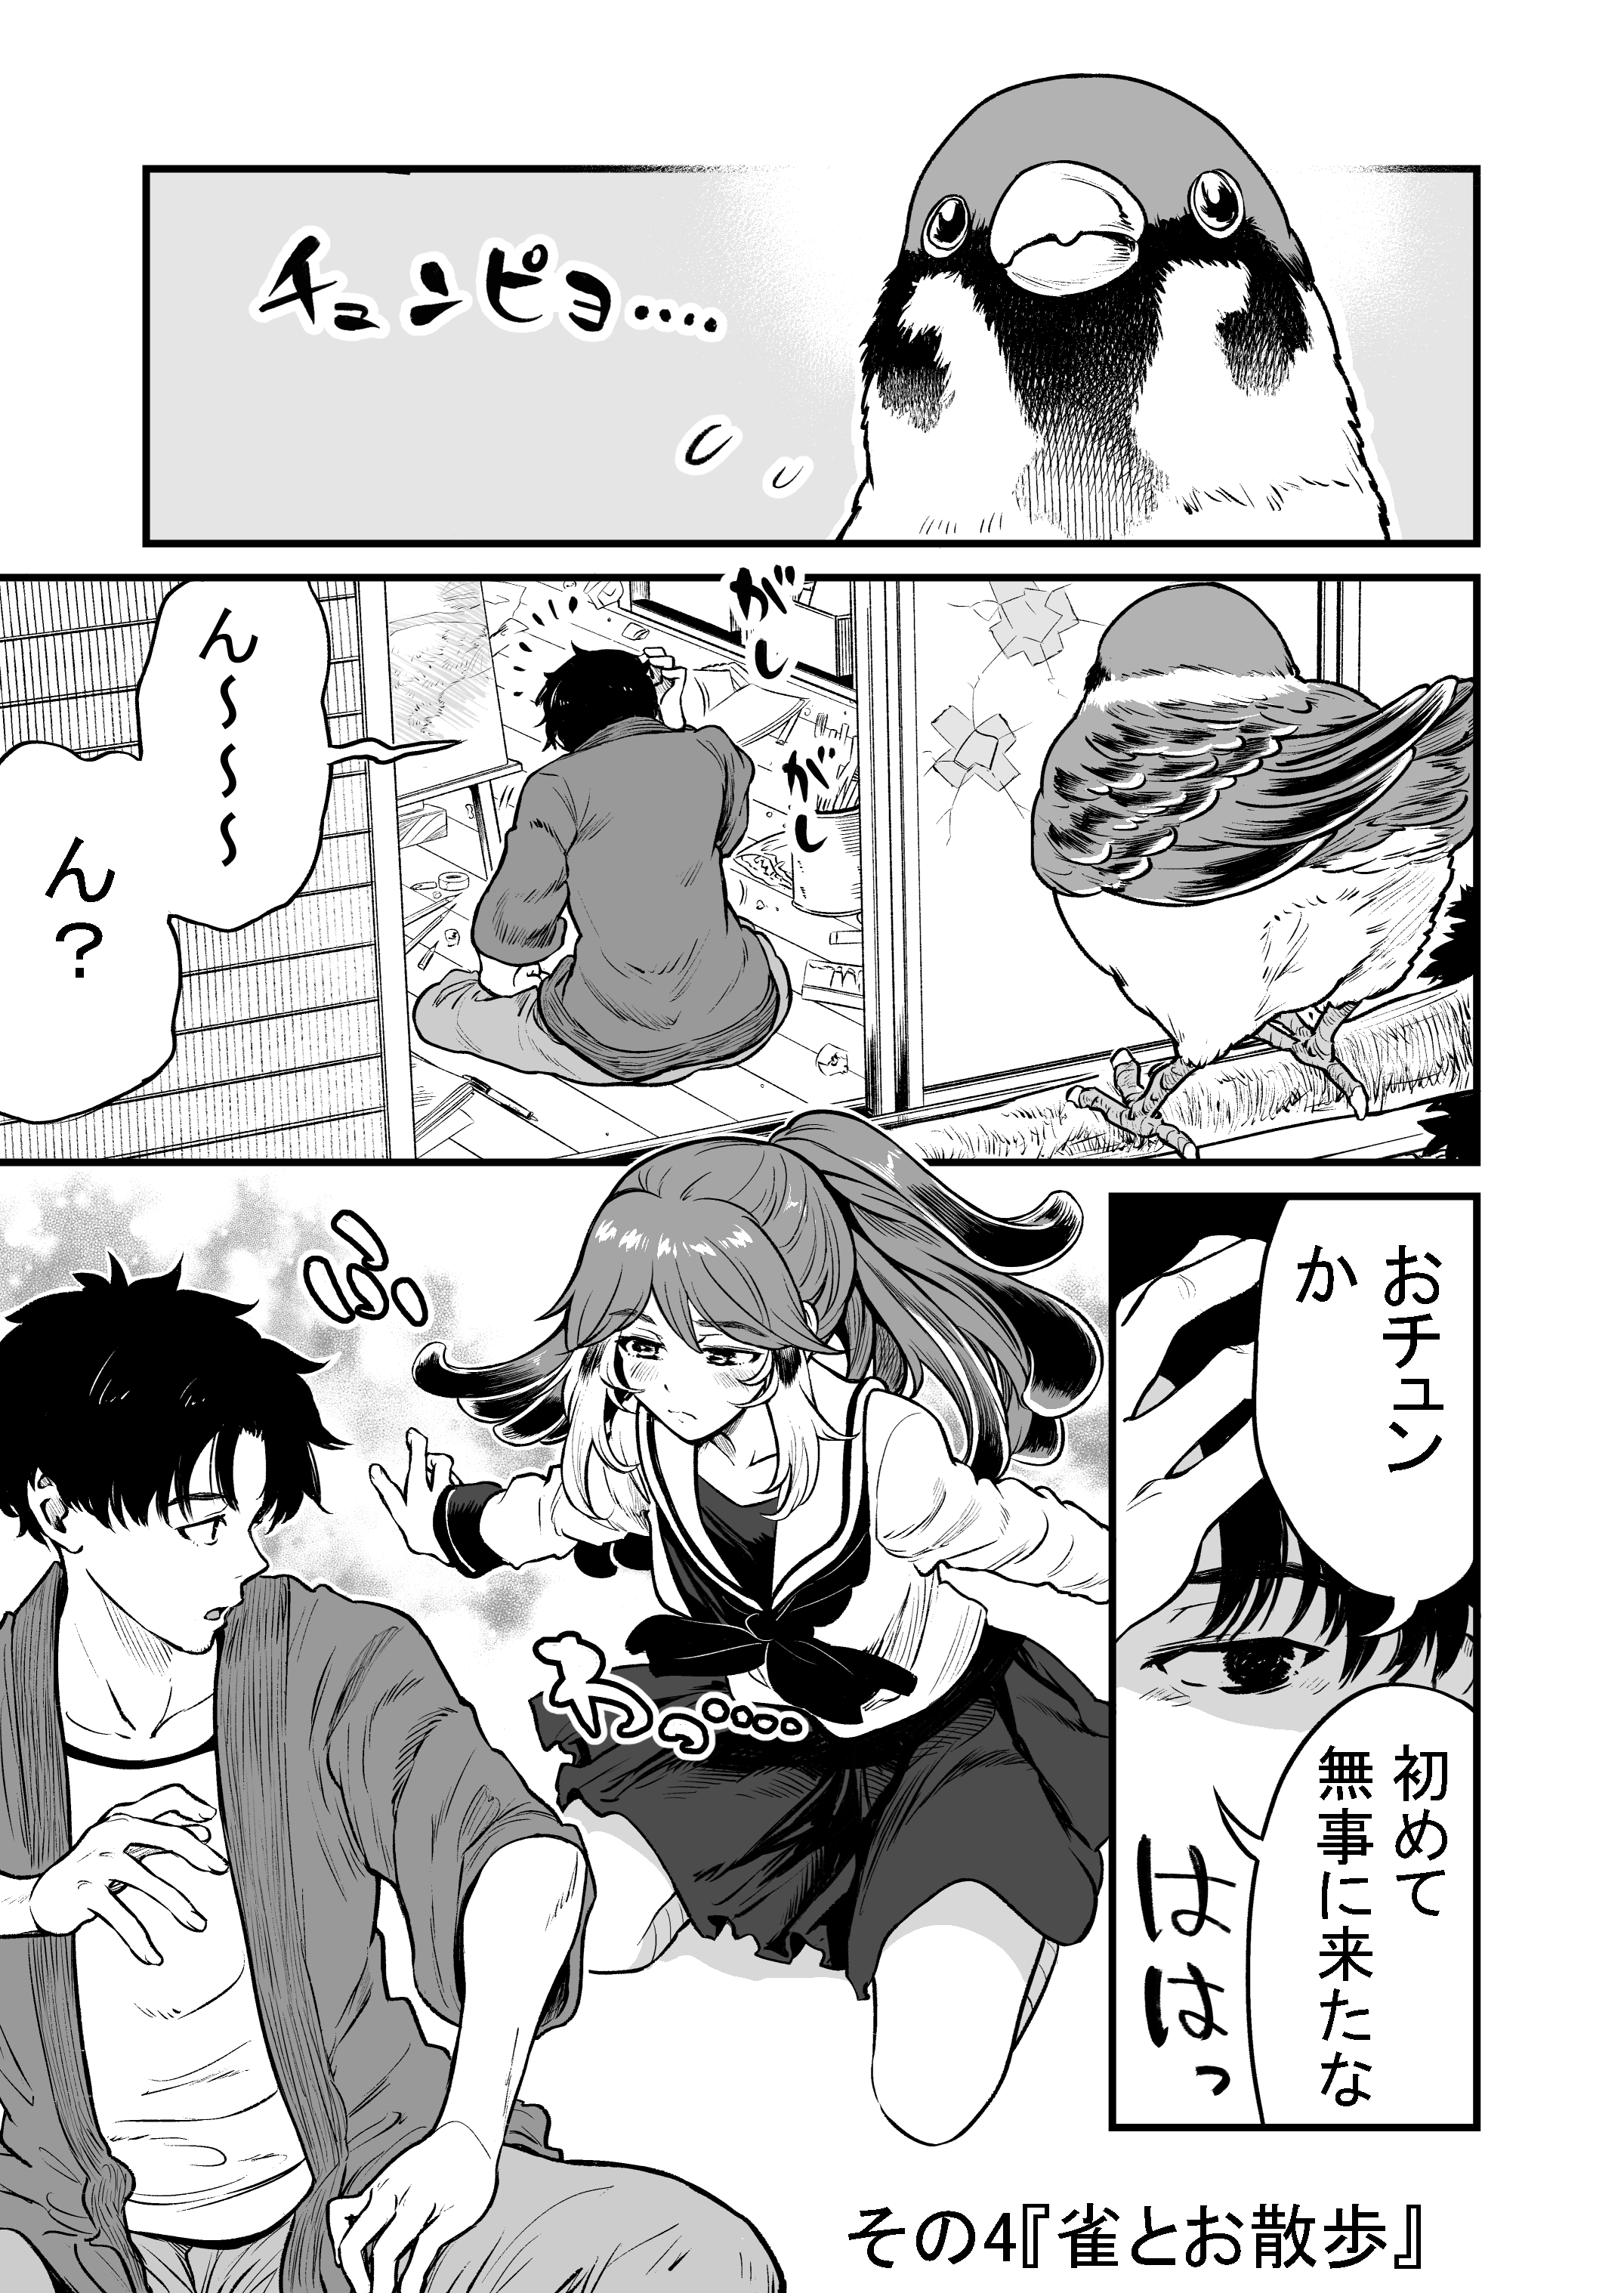 チュンピョ‥‥
がし
がし
ん～～～
ん？
おチュン
か
初めて
無事に来たな
ははっ
ふ
わっ‥‥
その4『雀とお散歩』